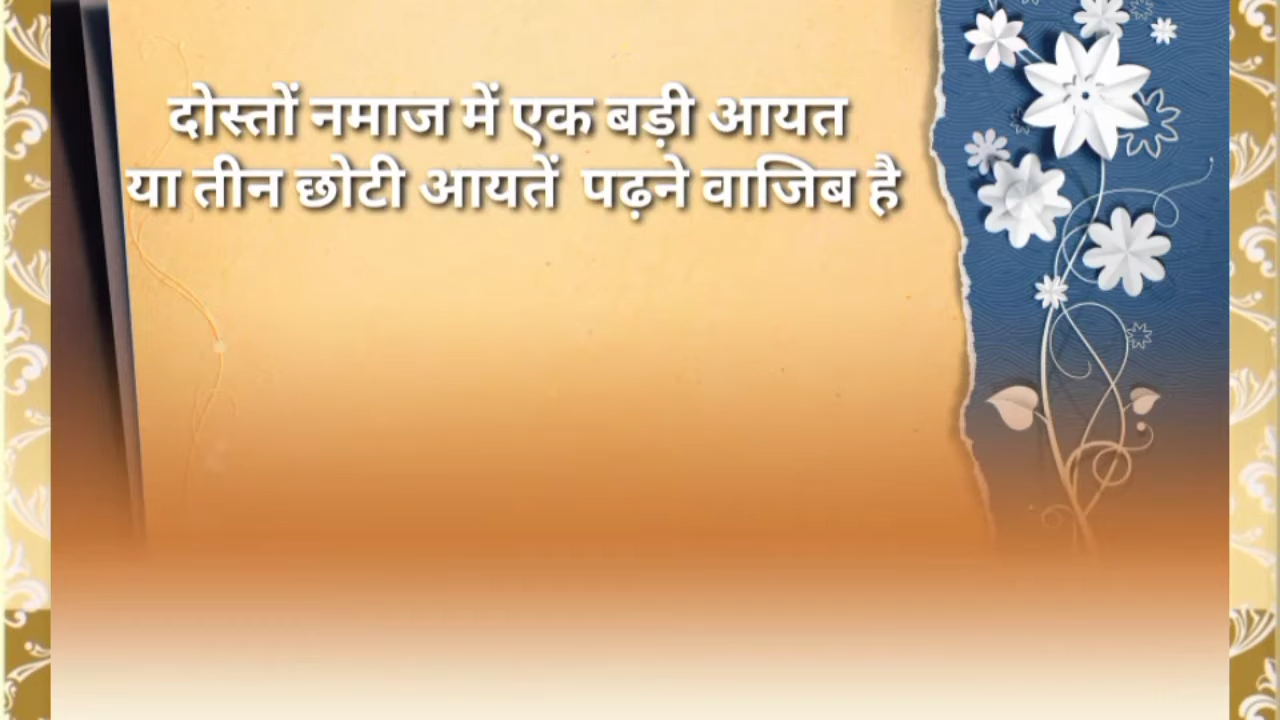 दोस्तों नमाज में एक बड़ी आयत
या तीन छोटी आयतें पढ़ने वाजिब है